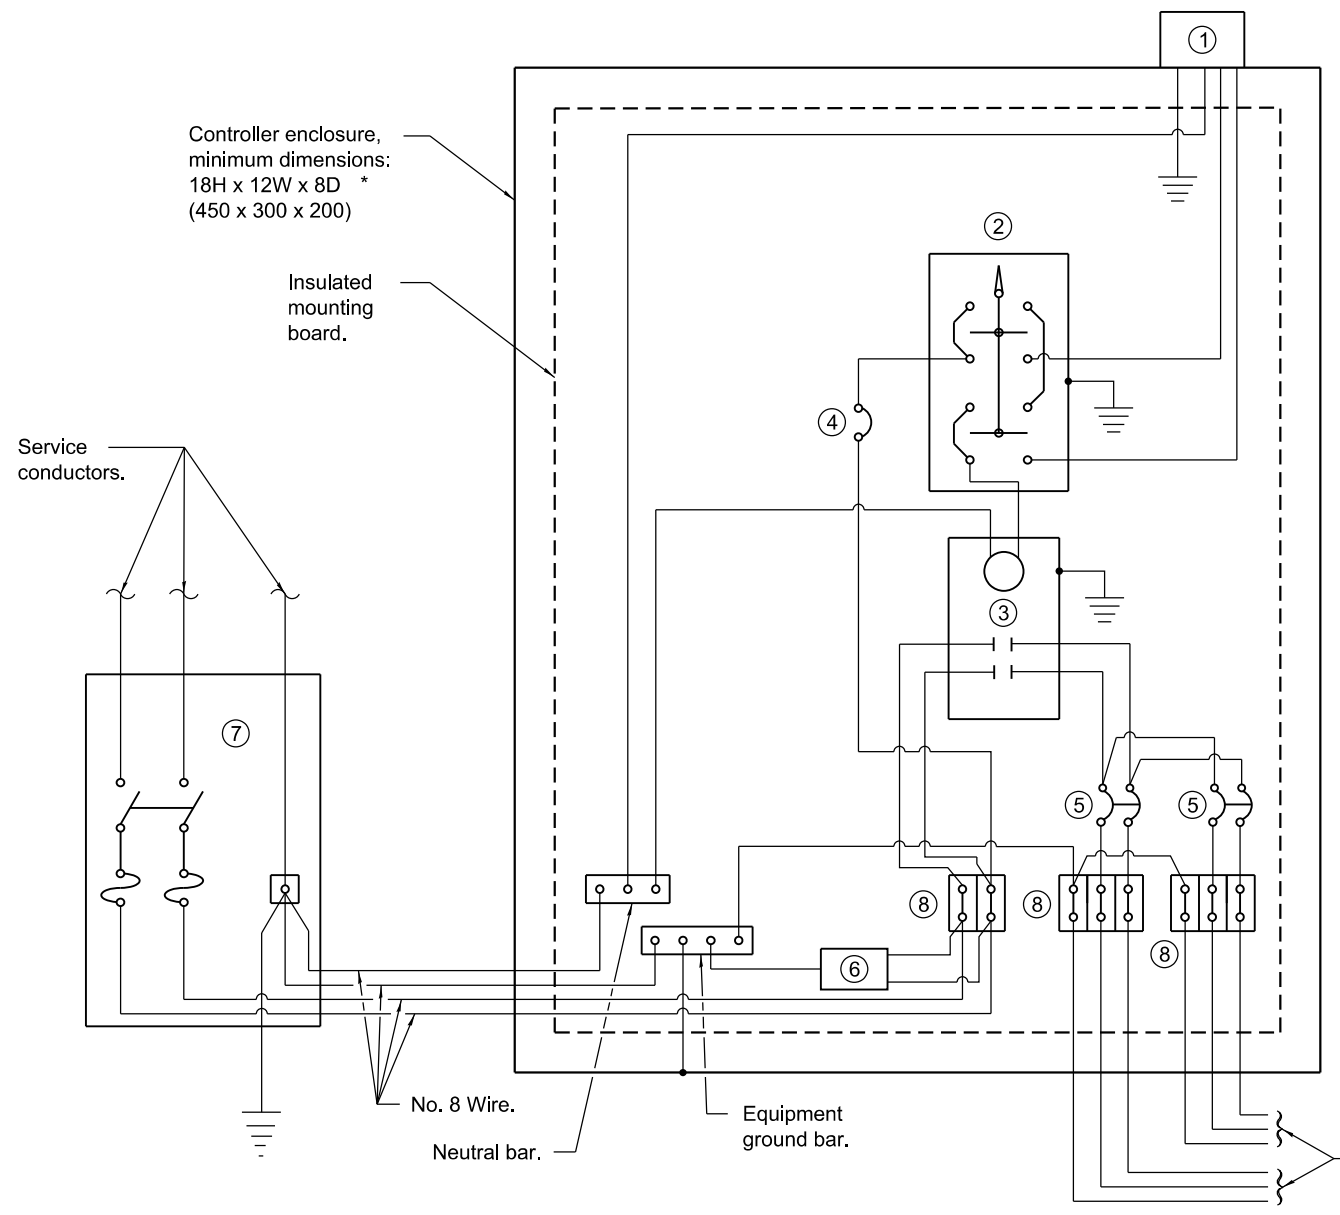 1
Controller enclosure,
minimum dimensions:
18H x 12W x 8D *
(450 x 300 x 200)
2
Insulated
mounting
board.
4
Service
conductors.
3
7
5
5
8
8
8
6
No. 8 Wire.
Equipment
ground bar.
Neutral bar.